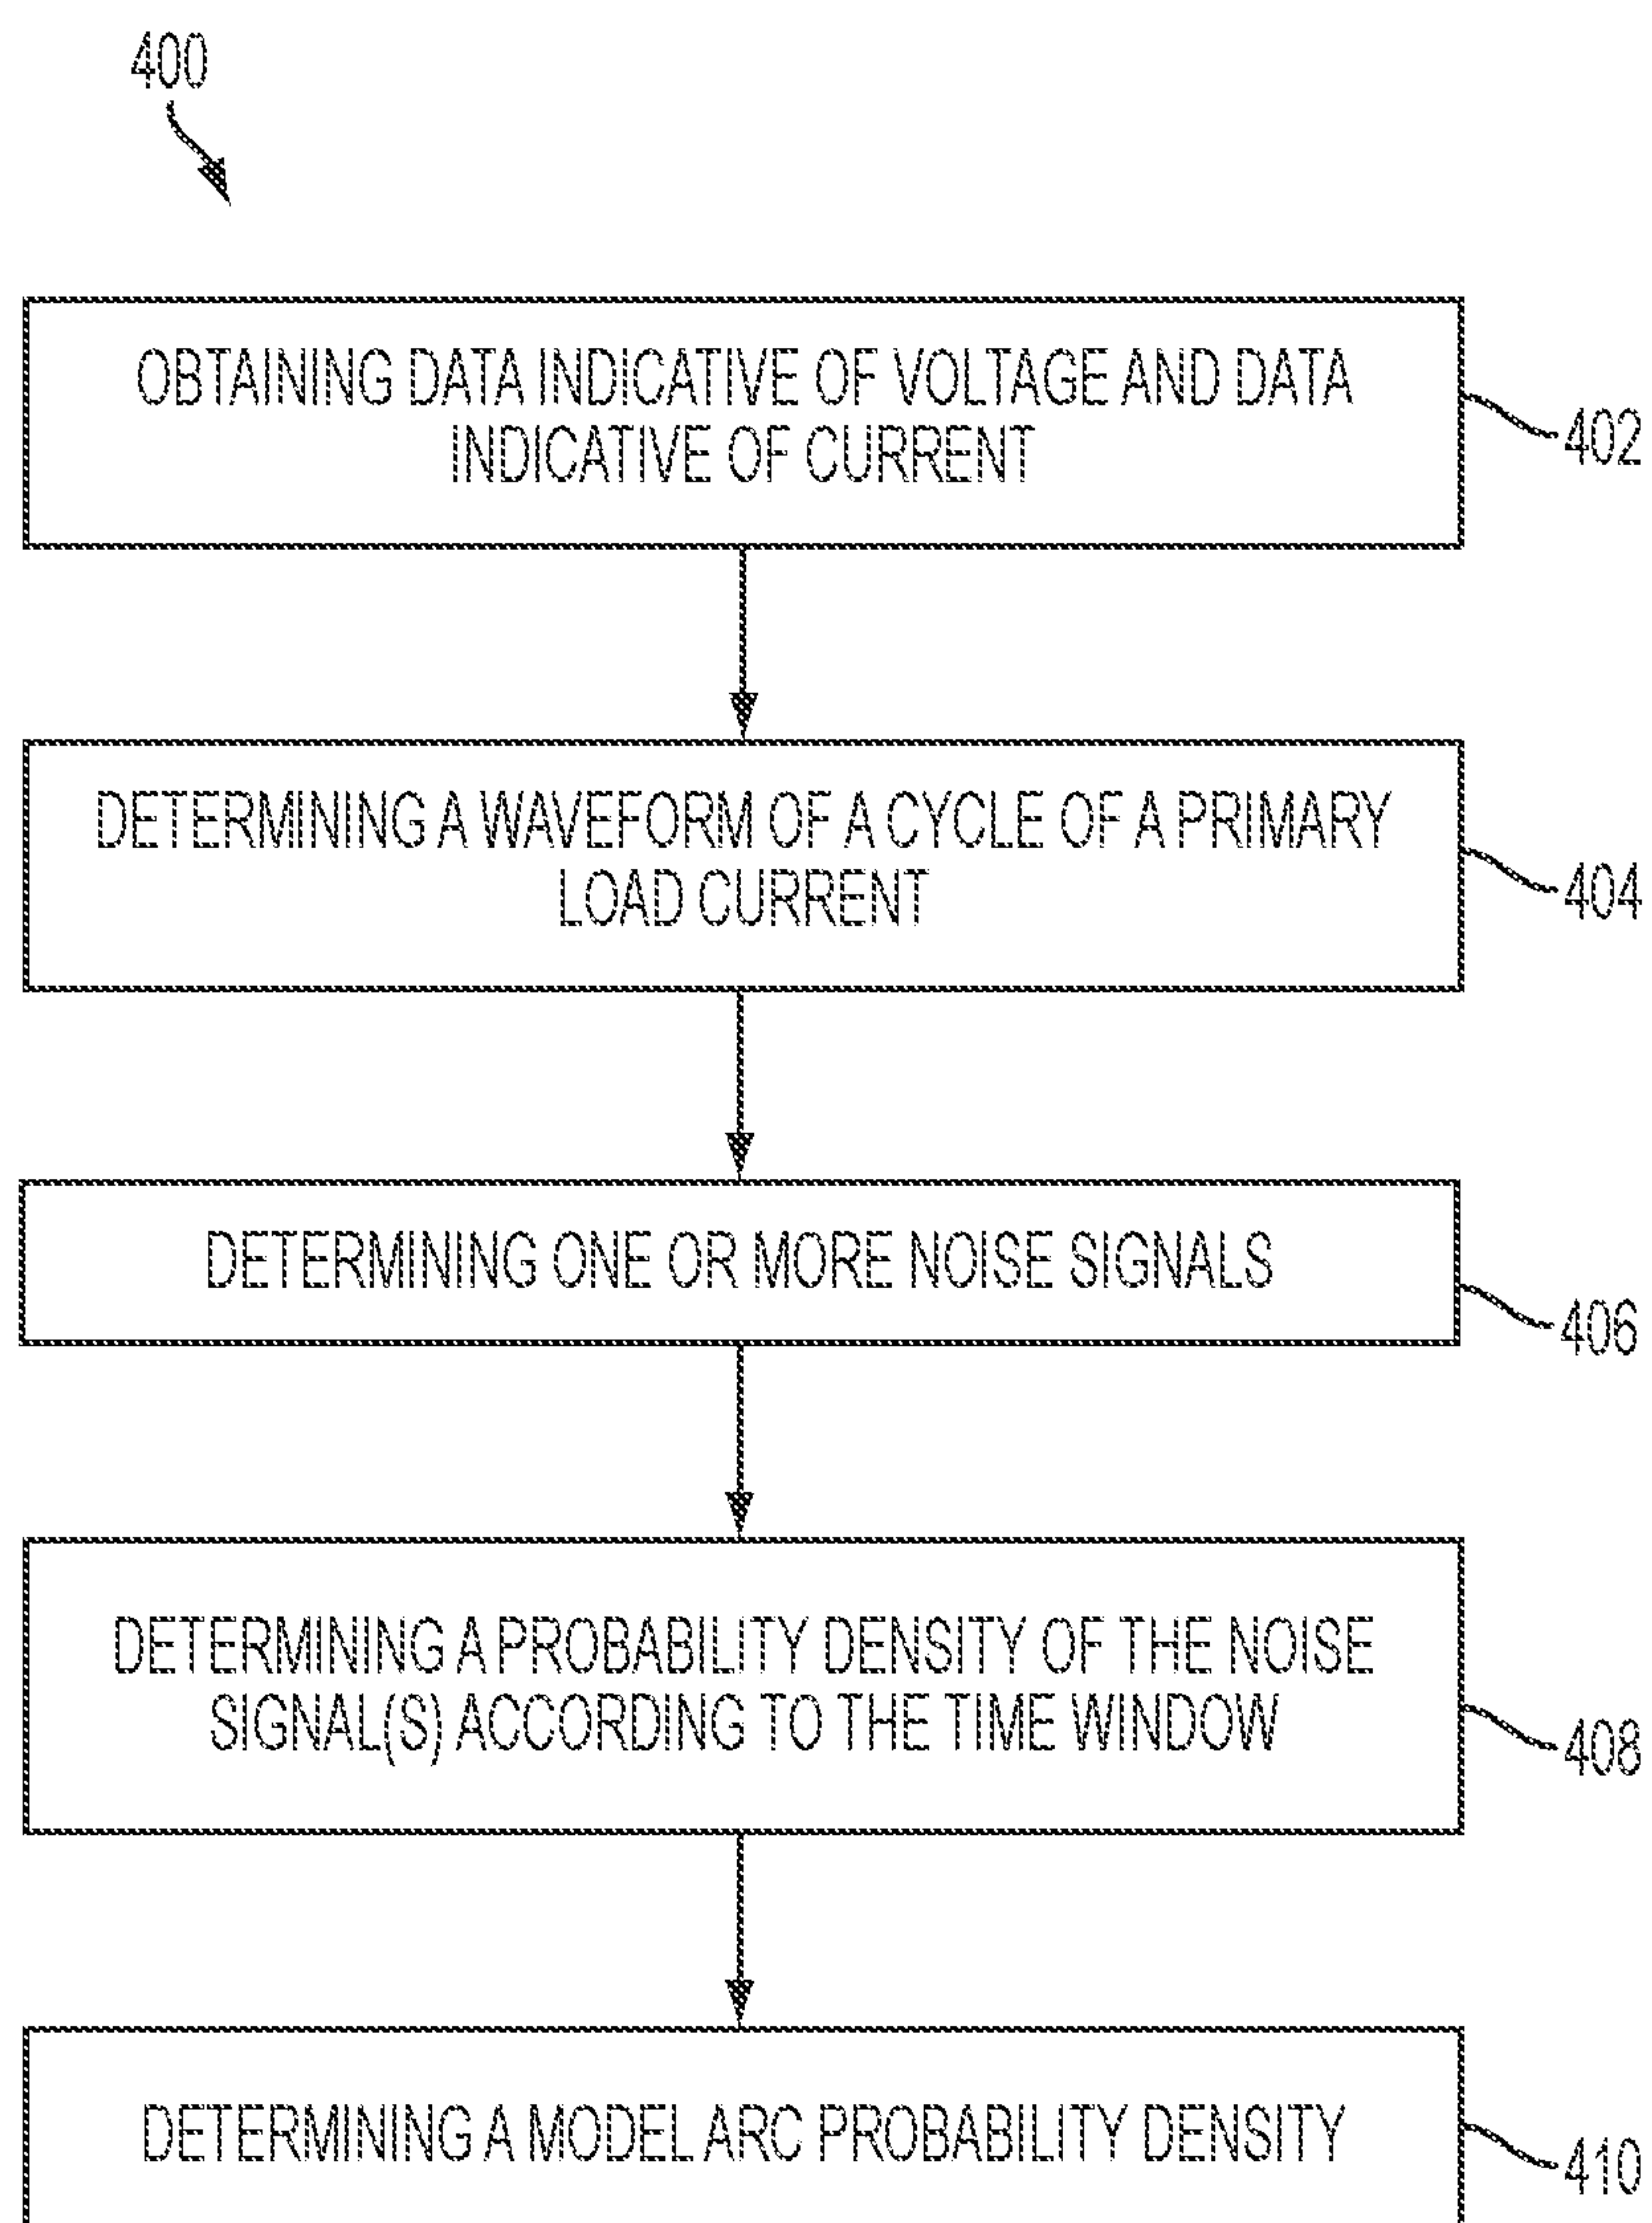 400
OBTAINING DATA INDICATIVE OF VOLTAGE AND DATA
INDICATIVE OF CURRENT
402
DETERMINING A WAVEFORM OF A CYCLE OF A PRIMARY
LOAD CURRENT
404
DETERMINING ONE OR MORE NOISE SIGNALS
406
DETERMINING A PROBABILITY DENSITY OF THE NOISE
SIGNAL(S) ACCORDING TO THE TIME WINDOW
408
DETERMINING A MODEL ARC PROBABILITY DENSITY
410